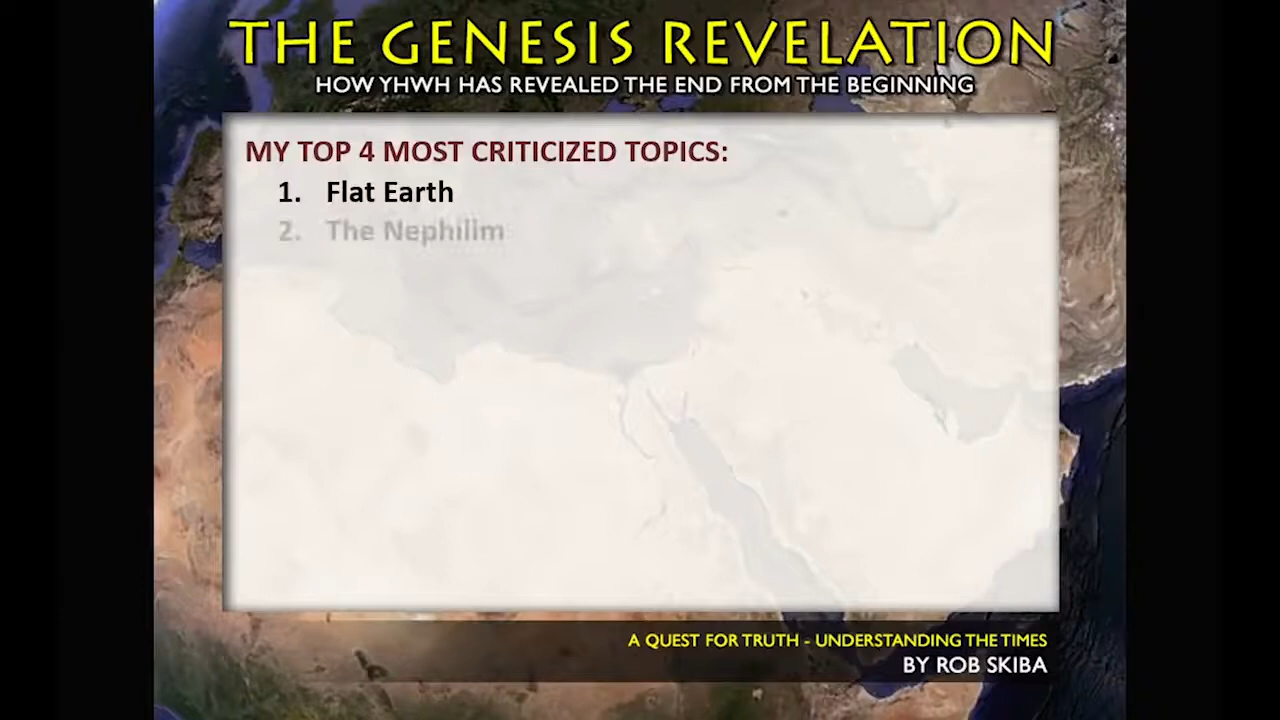 THE GENESIS REVELATION
HOW YHWH HAS REVEALED THE END FROM THE BEGINNING
MY TOP 4 MOST CRITICIZED TOPICS:
1. Flat Earth
2. The Nephilim
A QUEST FOR TRUTH - UNDERSTANDING THE TIMES
BY ROB SKIBA